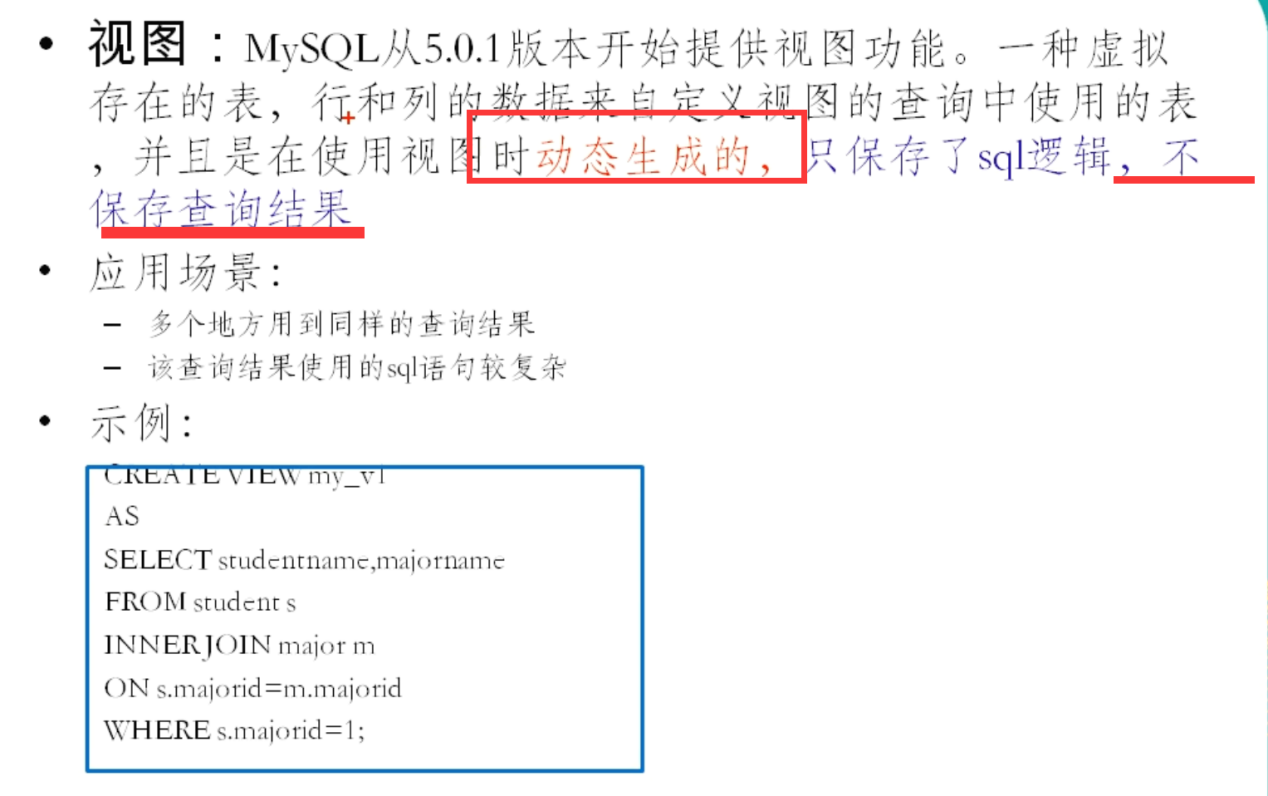 • 视图：MySQL从5.0.1版本开始提供视图功能。一种虚拟
存在的表，行和列的数据来自定义视图的查询中使用的表
，并且是在使用视图时动态生成的，只保存了sql逻辑，不
保存查询结果
• 应用场景：
– 多个地方用到同样的查询结果
– 该查询结果使用的sql语句较复杂
• 示例：
CREATE VIEW my_v1
AS
SELECT studentname,majorname
FROM student s
INNER JOIN major m
ON s.majorid=m.majorid
WHERE s.majorid=1;